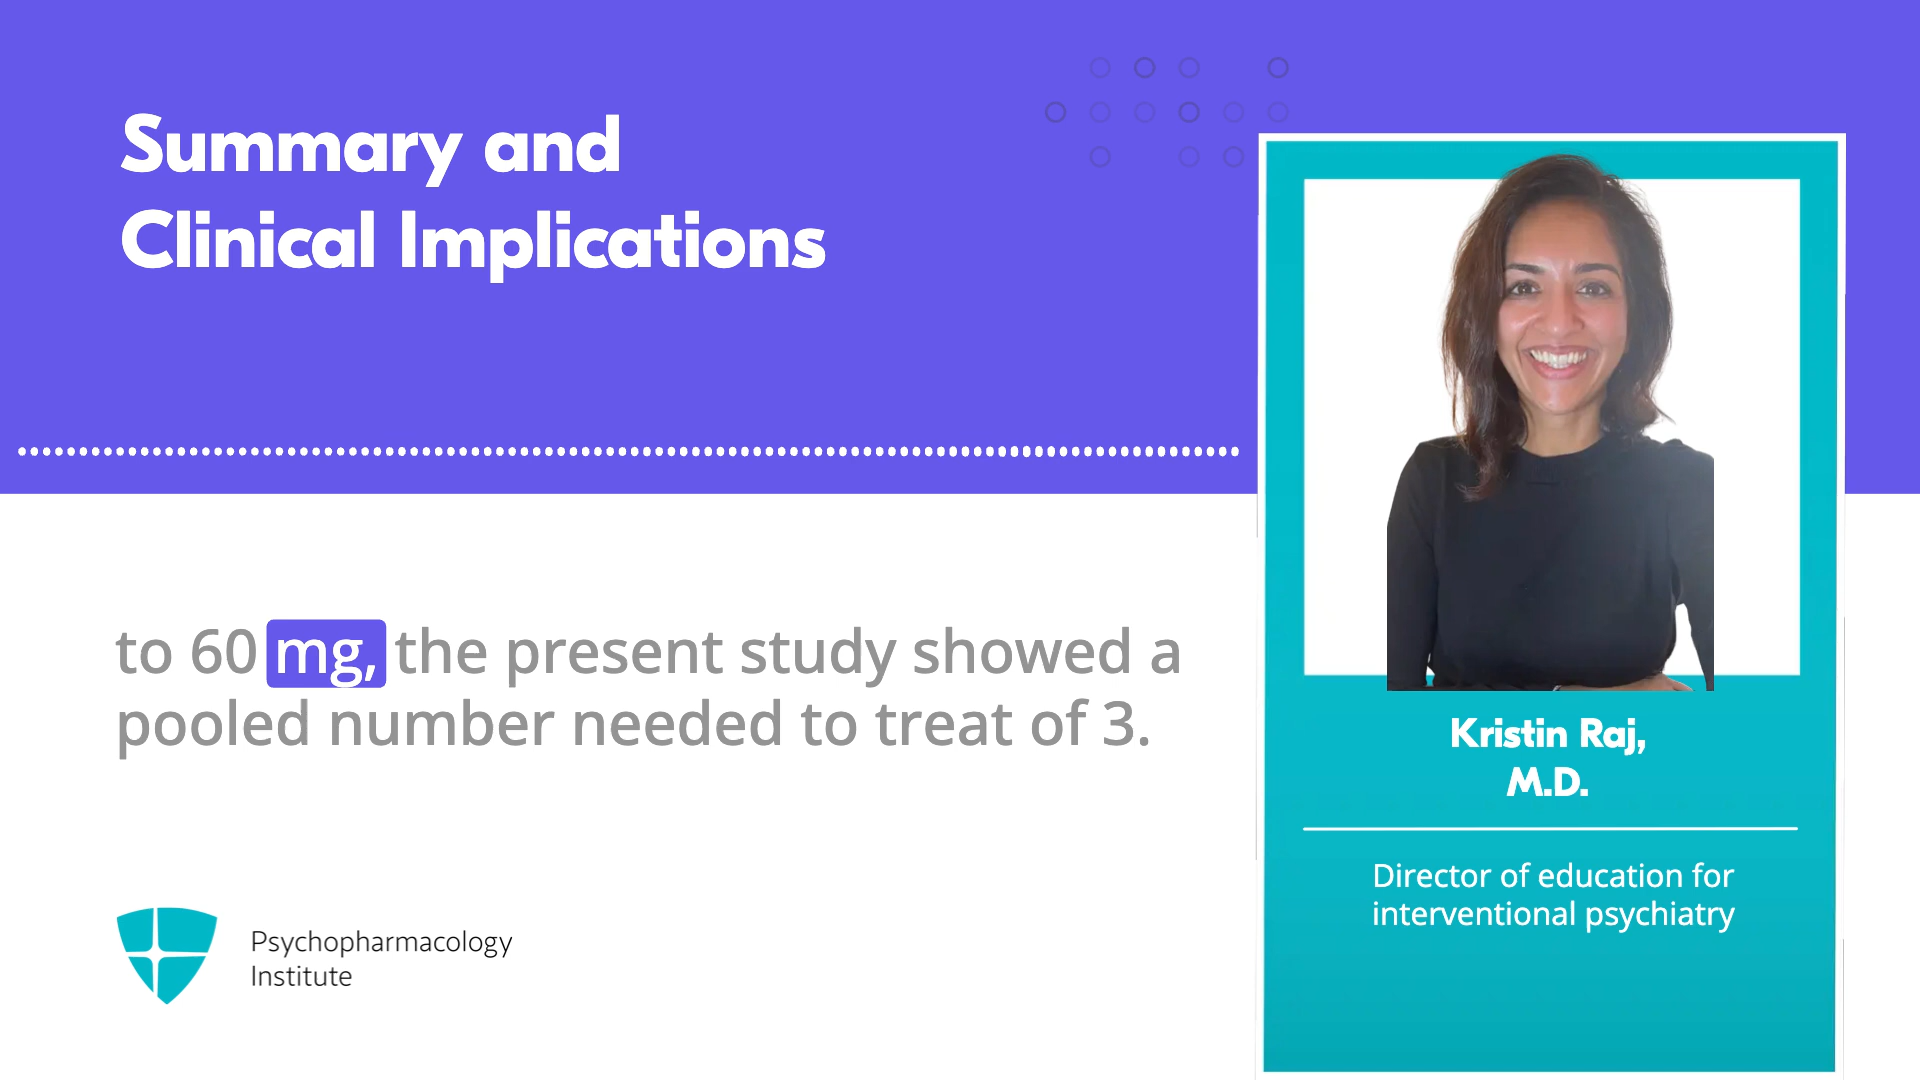 Summary and
Clinical Implications
to 60 mg, the present study showed a
pooled number needed to treat of 3.
Psychopharmacology
Institute
Kristin Raj,
M.D.
Director of education for
interventional psychiatry